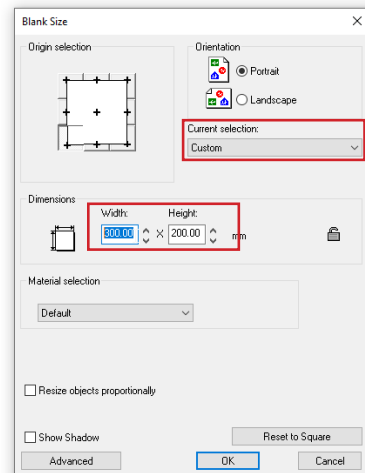 Blank Size
Origin selection
Orientation
Portrait
Landscape
Current selection:
Custom
Dimensions
Width: Height:
300.00 X 200.00 mm
Material selection
Default
Resize objects proportionally
Show Shadow
Reset to Square
Advanced OK Cancel